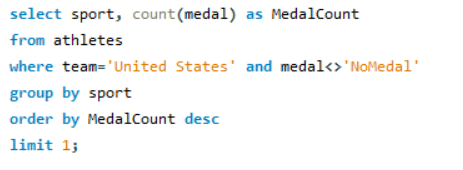 select sport, count(medal) as MedalCount
from athletes
where team='United States' and medal<>'NoMedal'
group by sport
order by MedalCount desc
limit 1;